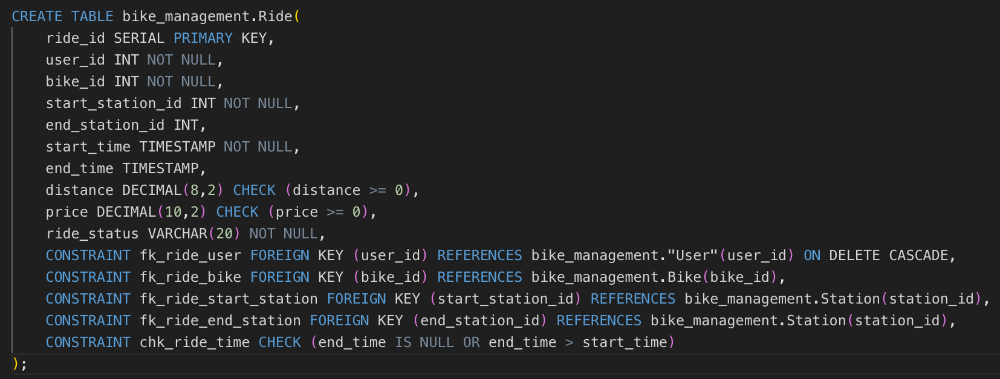 CREATE TABLE bike_management.Ride(
    ride_id SERIAL PRIMARY KEY,
    user_id INT NOT NULL,
    bike_id INT NOT NULL,
    start_station_id INT NOT NULL,
    end_station_id INT,
    start_time TIMESTAMP NOT NULL,
    end_time TIMESTAMP,
    distance DECIMAL(8,2) CHECK (distance >= 0),
    price DECIMAL(10,2) CHECK (price >= 0),
    ride_status VARCHAR(20) NOT NULL,
    CONSTRAINT fk_ride_user FOREIGN KEY (user_id) REFERENCES bike_management."User"(user_id) ON DELETE CASCADE,
    CONSTRAINT fk_ride_bike FOREIGN KEY (bike_id) REFERENCES bike_management.Bike(bike_id),
    CONSTRAINT fk_ride_start_station FOREIGN KEY (start_station_id) REFERENCES bike_management.Station(station_id),
    CONSTRAINT fk_ride_end_station FOREIGN KEY (end_station_id) REFERENCES bike_management.Station(station_id),
    CONSTRAINT chk_ride_time CHECK (end_time IS NULL OR end_time > start_time)
);